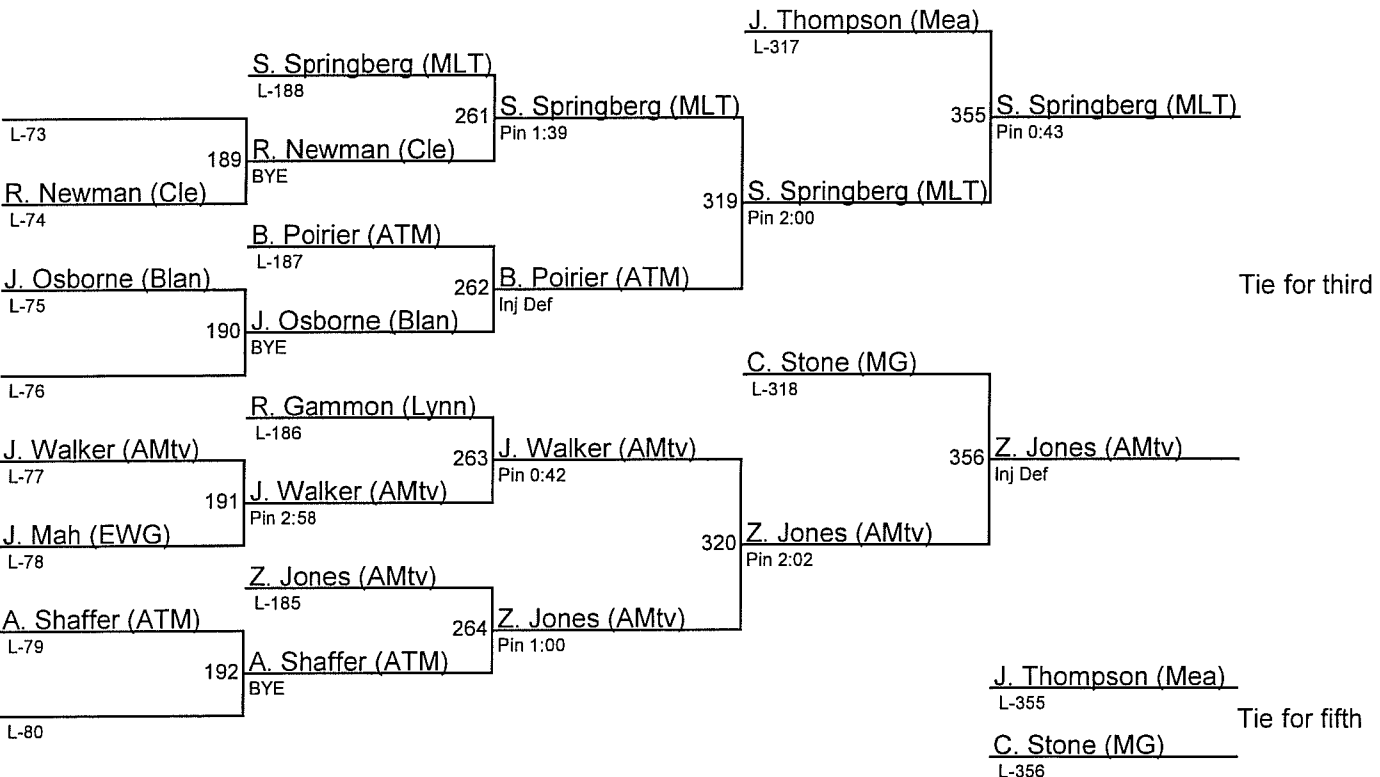 J. Thompson (Mea)
L-317
S. Springberg (MLT)
L-188
261 S. Springberg (MLT)
Pin 1:39
355 S. Springberg (MLT)
Pin 0:43
L-73
189 R. Newman (Cle)
BYE
R. Newman (Cle)
L-74
319 S. Springberg (MLT)
Pin 2:00
B. Poirier (ATM)
L-187
J. Osborne (Blan)
L-75
262 B. Poirier (ATM)
Inj Def
Tie for third
190 J. Osborne (Blan)
BYE
L-76
C. Stone (MG)
L-318
R. Gammon (Lynn)
L-186
J. Walker (AMtv)
L-77
263 J. Walker (AMtv)
Pin 0:42
356 Z. Jones (AMtv)
Inj Def
191 J. Walker (AMtv)
Pin 2:58
J. Mah (EWG)
L-78
320 Z. Jones (AMtv)
Pin 2:02
Z. Jones (AMtv)
L-185
A. Shaffer (ATM)
L-79
264 Z. Jones (AMtv)
Pin 1:00
192 A. Shaffer (ATM)
BYE
L-80
J. Thompson (Mea)
L-355
Tie for fifth
C. Stone (MG)
L-356